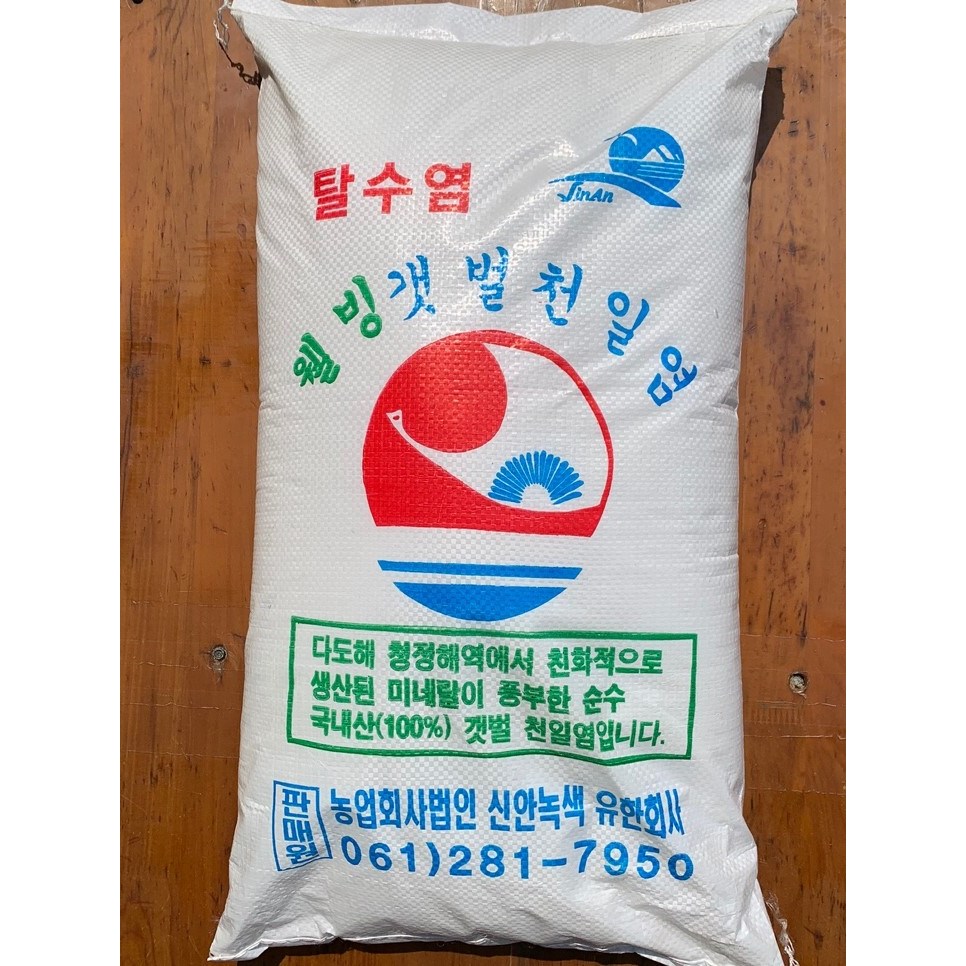 탈수염
SinAn
웰빙갯벌천일염
다도해 청정해역에서 친화적으로
생산된 미네랄이 풍부한 순수
국내산(100%) 갯벌 천일염입니다.
판매원 농업회사법인 신안녹색 유한회사
061)281-7950